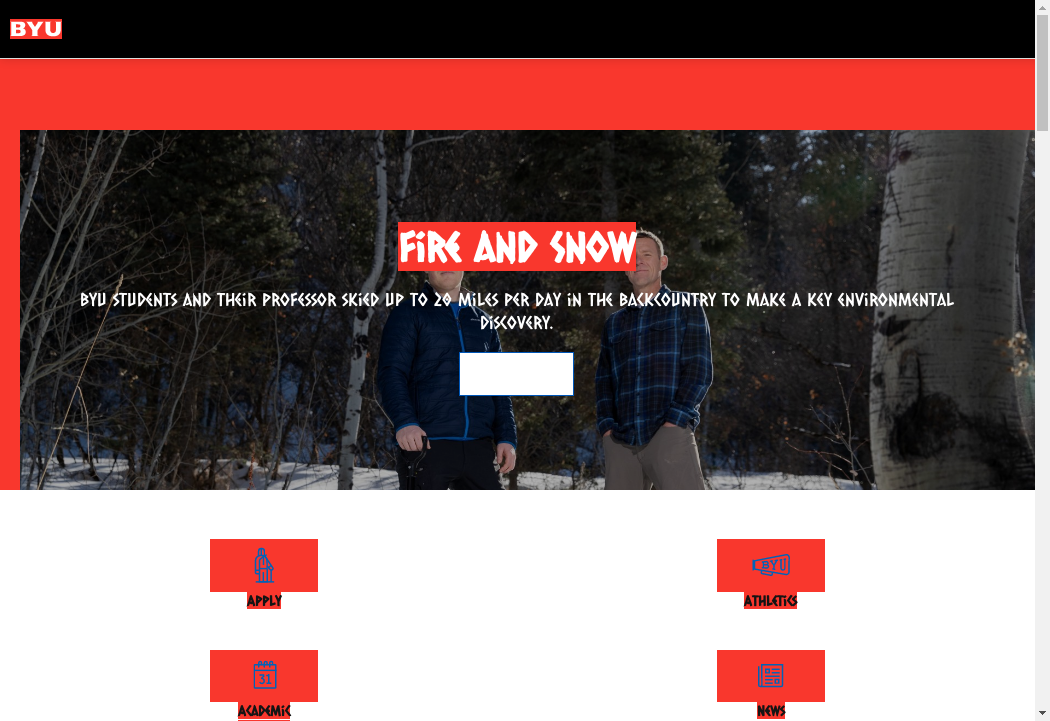 BYU
FIRE AND SNOW
BYU STUDENTS AND THEIR PROFESSOR SKIED UP TO 20 MILES PER DAY IN THE BACKCOUNTRY TO MAKE A KEY ENVIRONMENTAL
DISCOVERY.
BYU
APPLY
ATHLETICS
31
ACADEMIC
NEWS